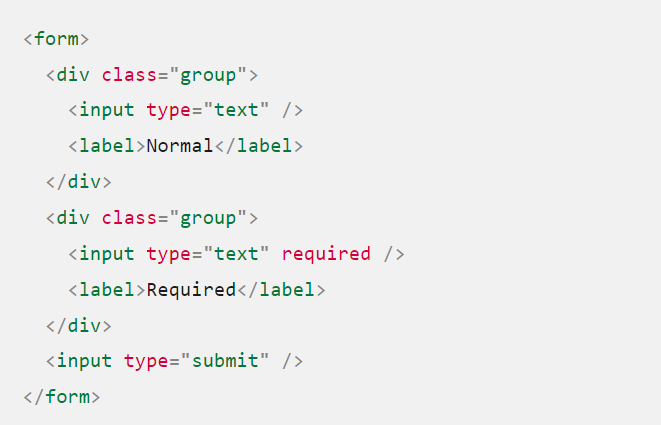 <form>
  <div class="group">
    <input type="text" />
    <label>Normal</label>
  </div>
  <div class="group">
    <input type="text" required />
    <label>Required</label>
  </div>
  <input type="submit" />
</form>